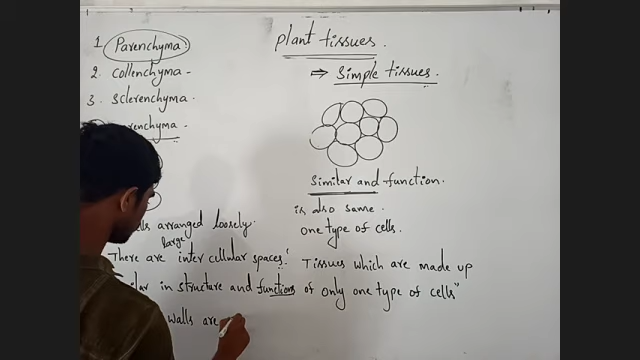 Plant tissues.
⇒ Simple tissues.
1. Parenchyma
2. Collenchyma -
3. Sclerenchyma.
Similar and function.
is also same.
one type of cells.
arranged loosely.
large
There are inter cellular spaces. "Tissues which are made up
in structure and functions of only one type of cells"
walls are